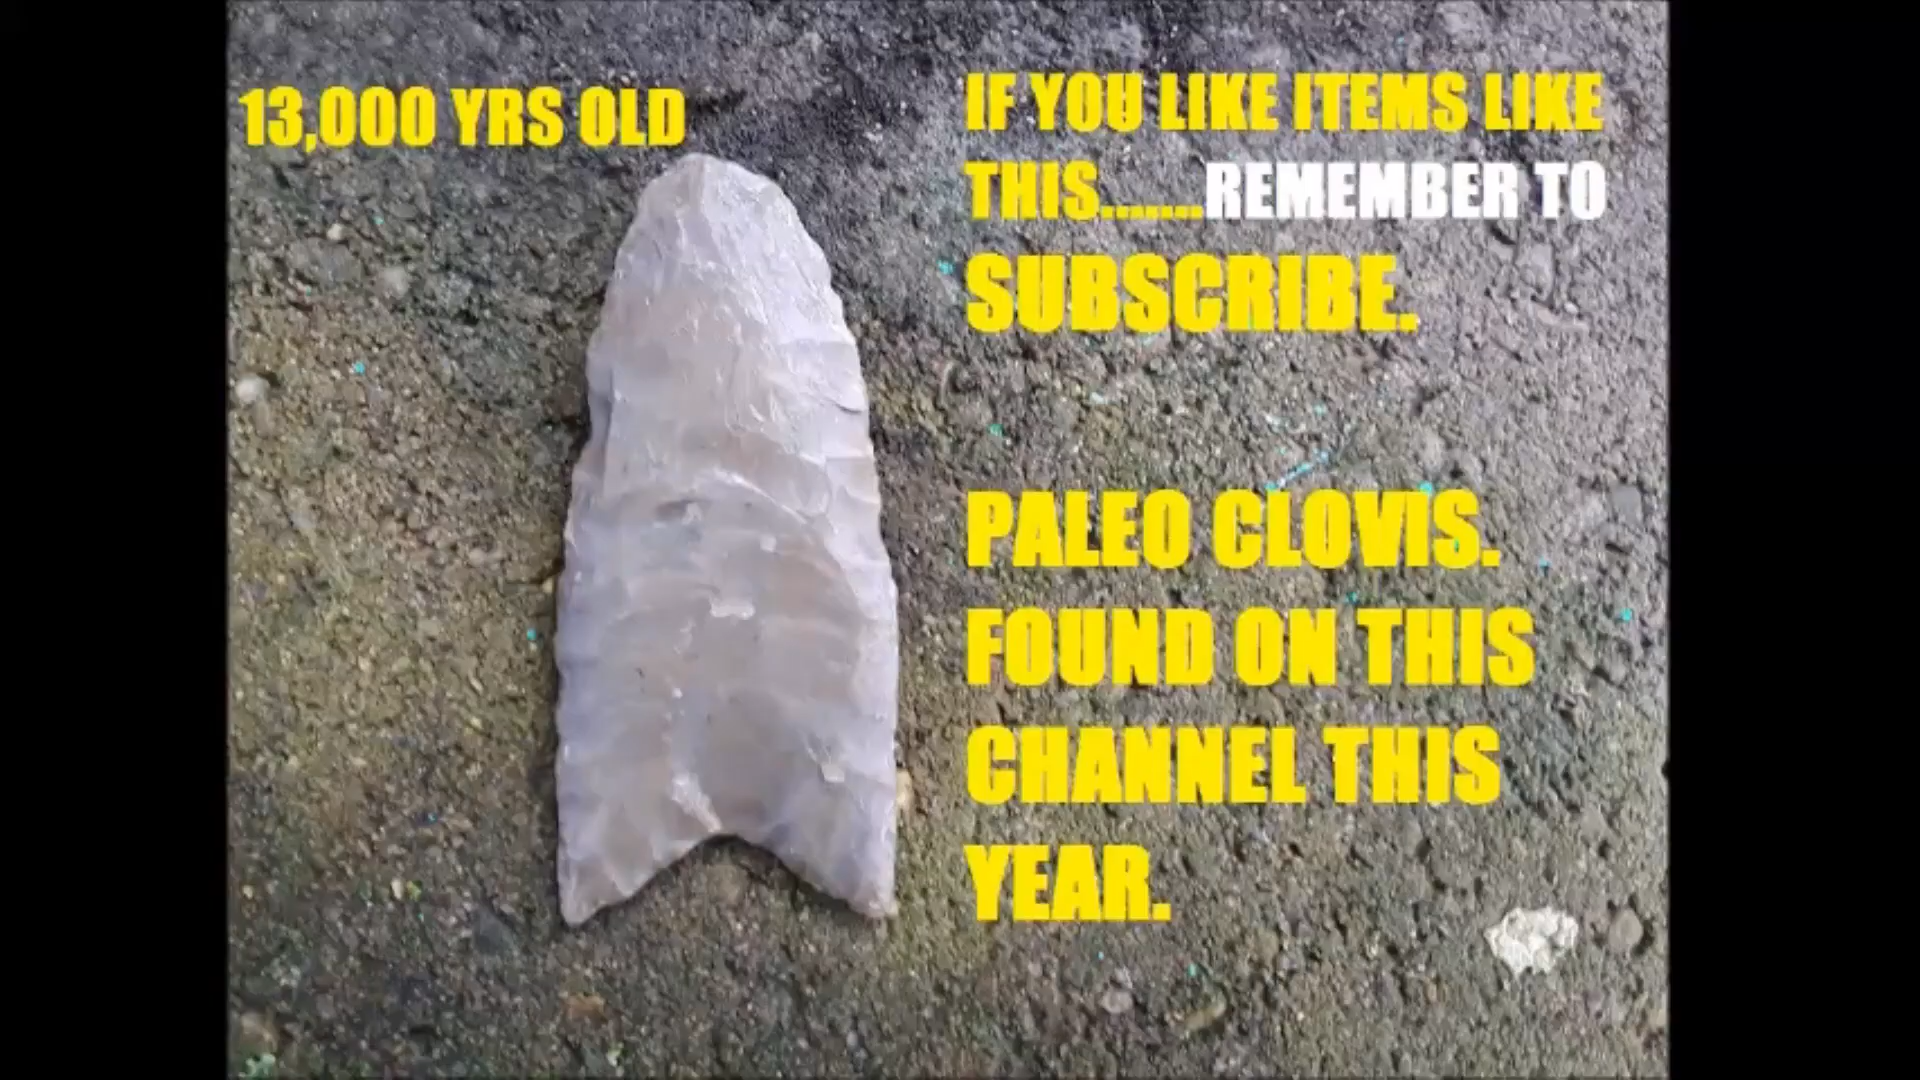 13,000 YRS OLD
IF YOU LIKE ITEMS LIKE
THIS.......REMEMBER TO
SUBSCRIBE.
PALEO CLOVIS.
FOUND ON THIS
CHANNEL THIS
YEAR.